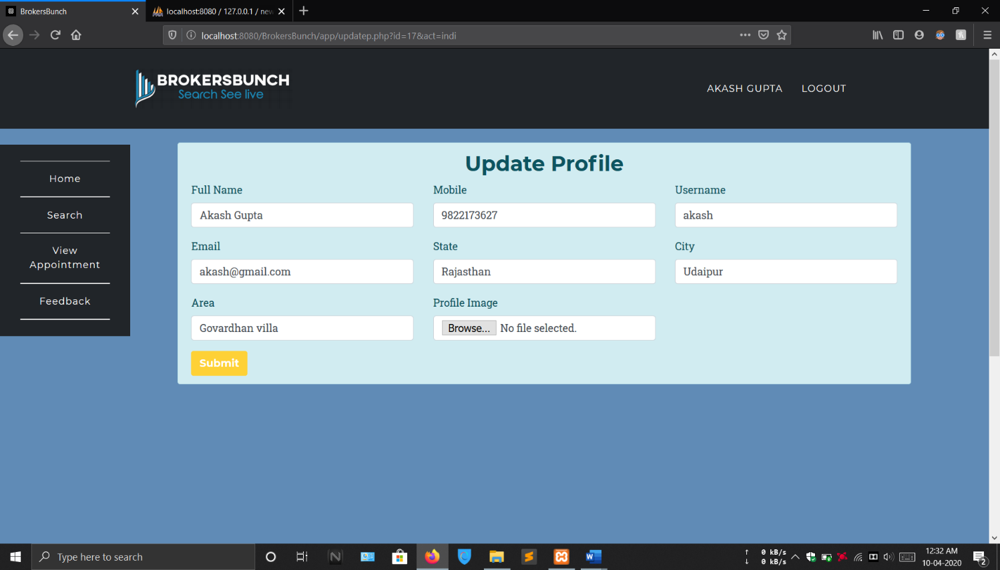 BrokersBunch
localhost:8080 / 127.0.0.1 / new
localhost:8080/BrokersBunch/app/updatep.php?id=17&act=indi
BROKERSBUNCH
Search See live
AKASH GUPTA
LOGOUT
Home
Search
View
Appointment
Feedback
Update Profile
Full Name
Mobile
Username
Akash Gupta
9822173627
akash
Email
State
City
akash@gmail.com
Rajasthan
Udaipur
Area
Profile Image
Govardhan villa
Browse... No file selected.
Submit
Type here to search
0 kB/s
0 kB/s
12:32 AM
10-04-2020
2